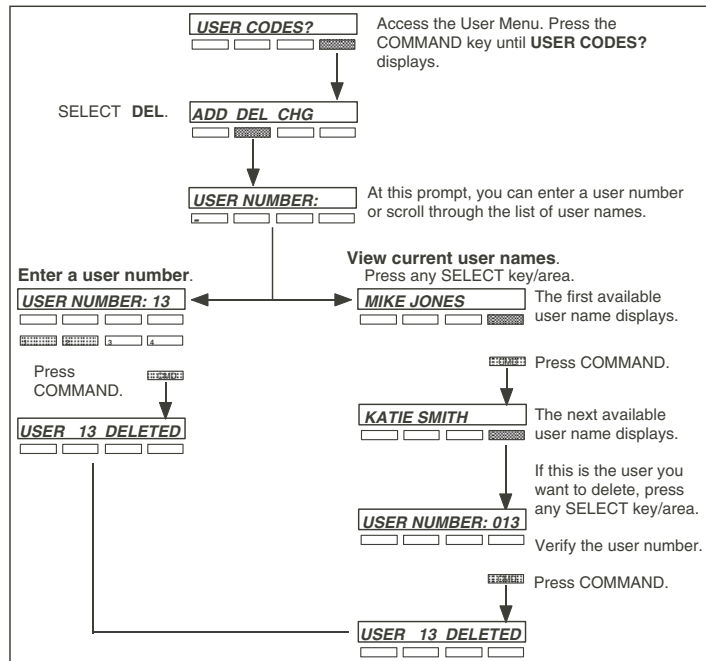 USER CODES?
Access the User Menu. Press the
COMMAND key until USER CODES?
displays.
SELECT DEL.
ADD DEL CHG
USER NUMBER:
At this prompt, you can enter a user number
or scroll through the list of user names.
Enter a user number.
USER NUMBER: 13
1 2 3 4
Press
COMMAND.
CMD
USER 13 DELETED
View current user names.
Press any SELECT key/area.
MIKE JONES
The first available
user name displays.
CMD
Press COMMAND.
KATIE SMITH
The next available
user name displays.
If this is the user you
want to delete, press
any SELECT key/area.
USER NUMBER: 013
Verify the user number.
CMD
Press COMMAND.
USER 13 DELETED